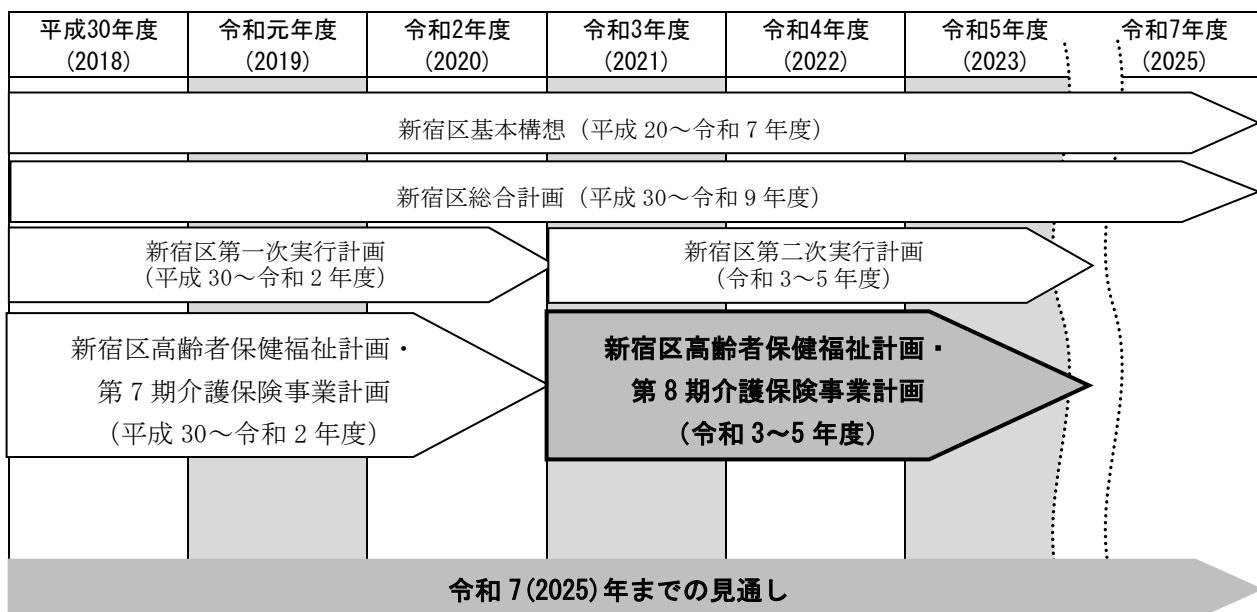 平成30年度 令和元年度 令和2年度 令和3年度 令和4年度 令和5年度 令和7年度
(2018) (2019) (2020) (2021) (2022) (2023) (2025)
新宿区基本構想（平成 20～令和 7 年度）
新宿区総合計画（平成 30～令和 9 年度）
新宿区第一次実行計画
（平成 30～令和 2 年度）
新宿区第二次実行計画
（令和 3～5 年度）
新宿区高齢者保健福祉計画・
第 7 期介護保険事業計画
（平成 30～令和 2 年度）
新宿区高齢者保健福祉計画・
第 8 期介護保険事業計画
（令和 3～5 年度）
令和 7(2025)年までの見通し